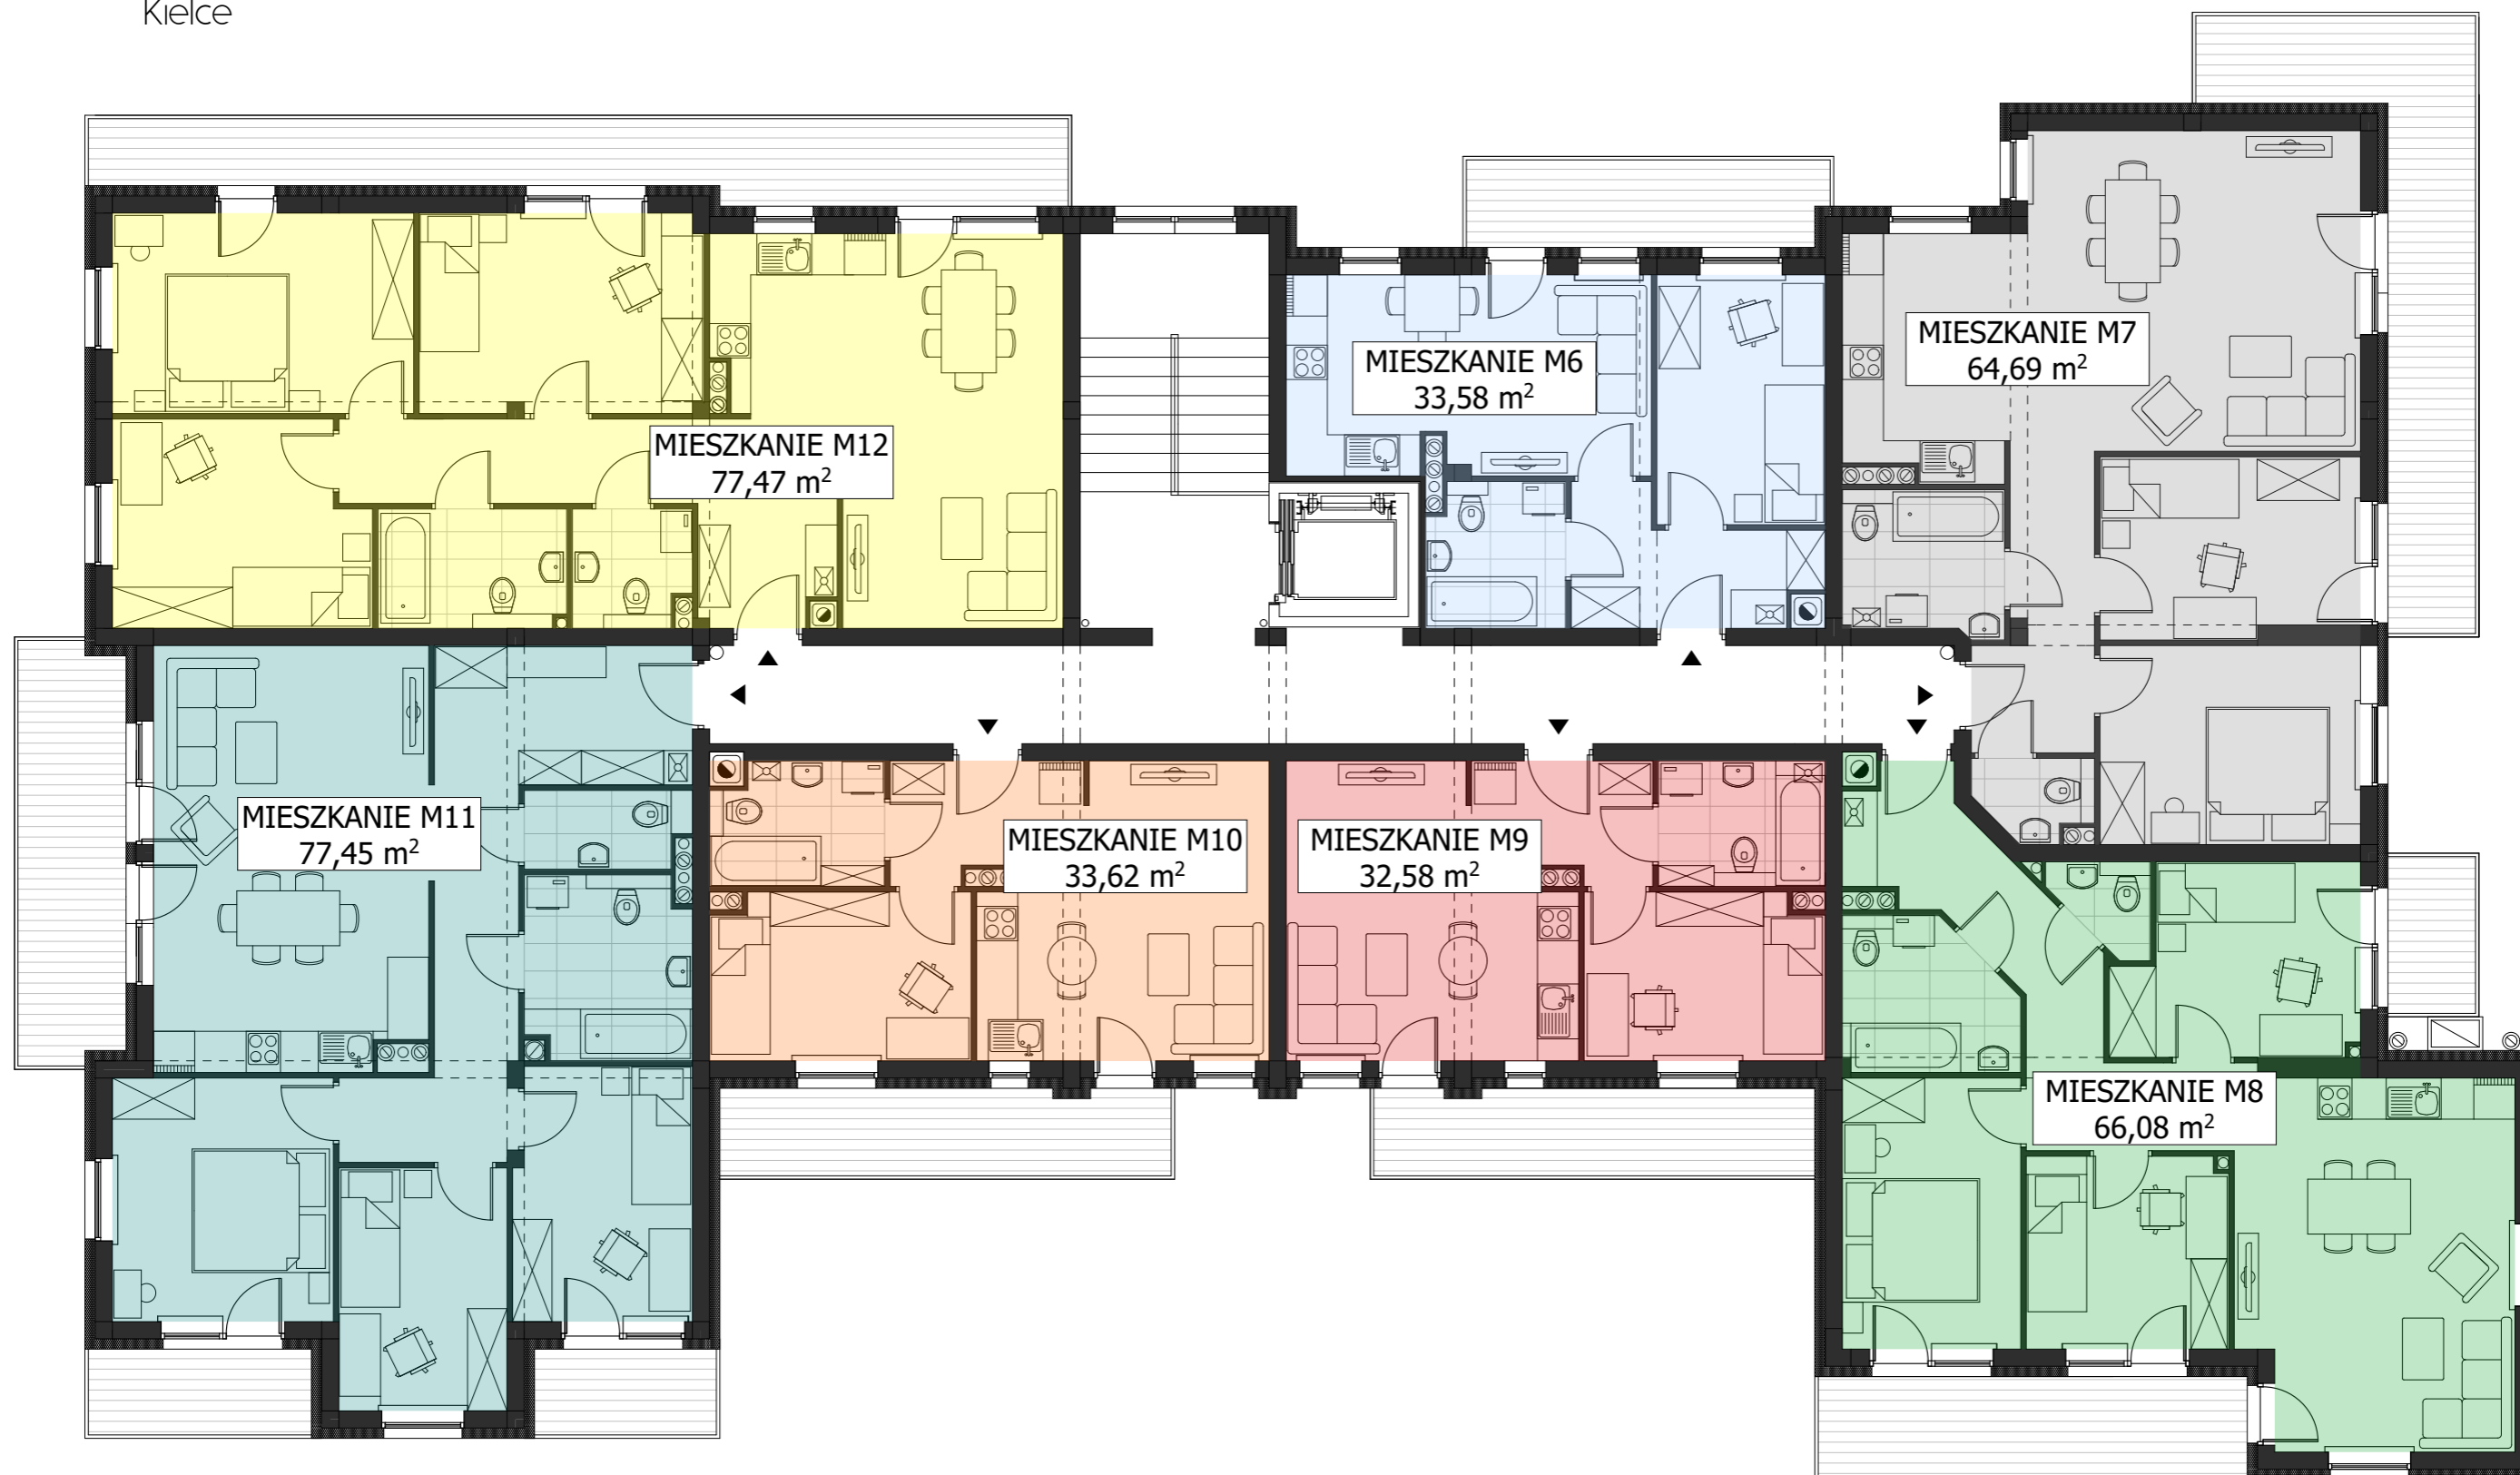 Kielce
MIESZKANIE M6
33,58 m²
MIESZKANIE M7
64,69 m²
MIESZKANIE M12
77,47 m²
MIESZKANIE M11
77,45 m²
MIESZKANIE M10
33,62 m²
MIESZKANIE M9
32,58 m²
MIESZKANIE M8
66,08 m²